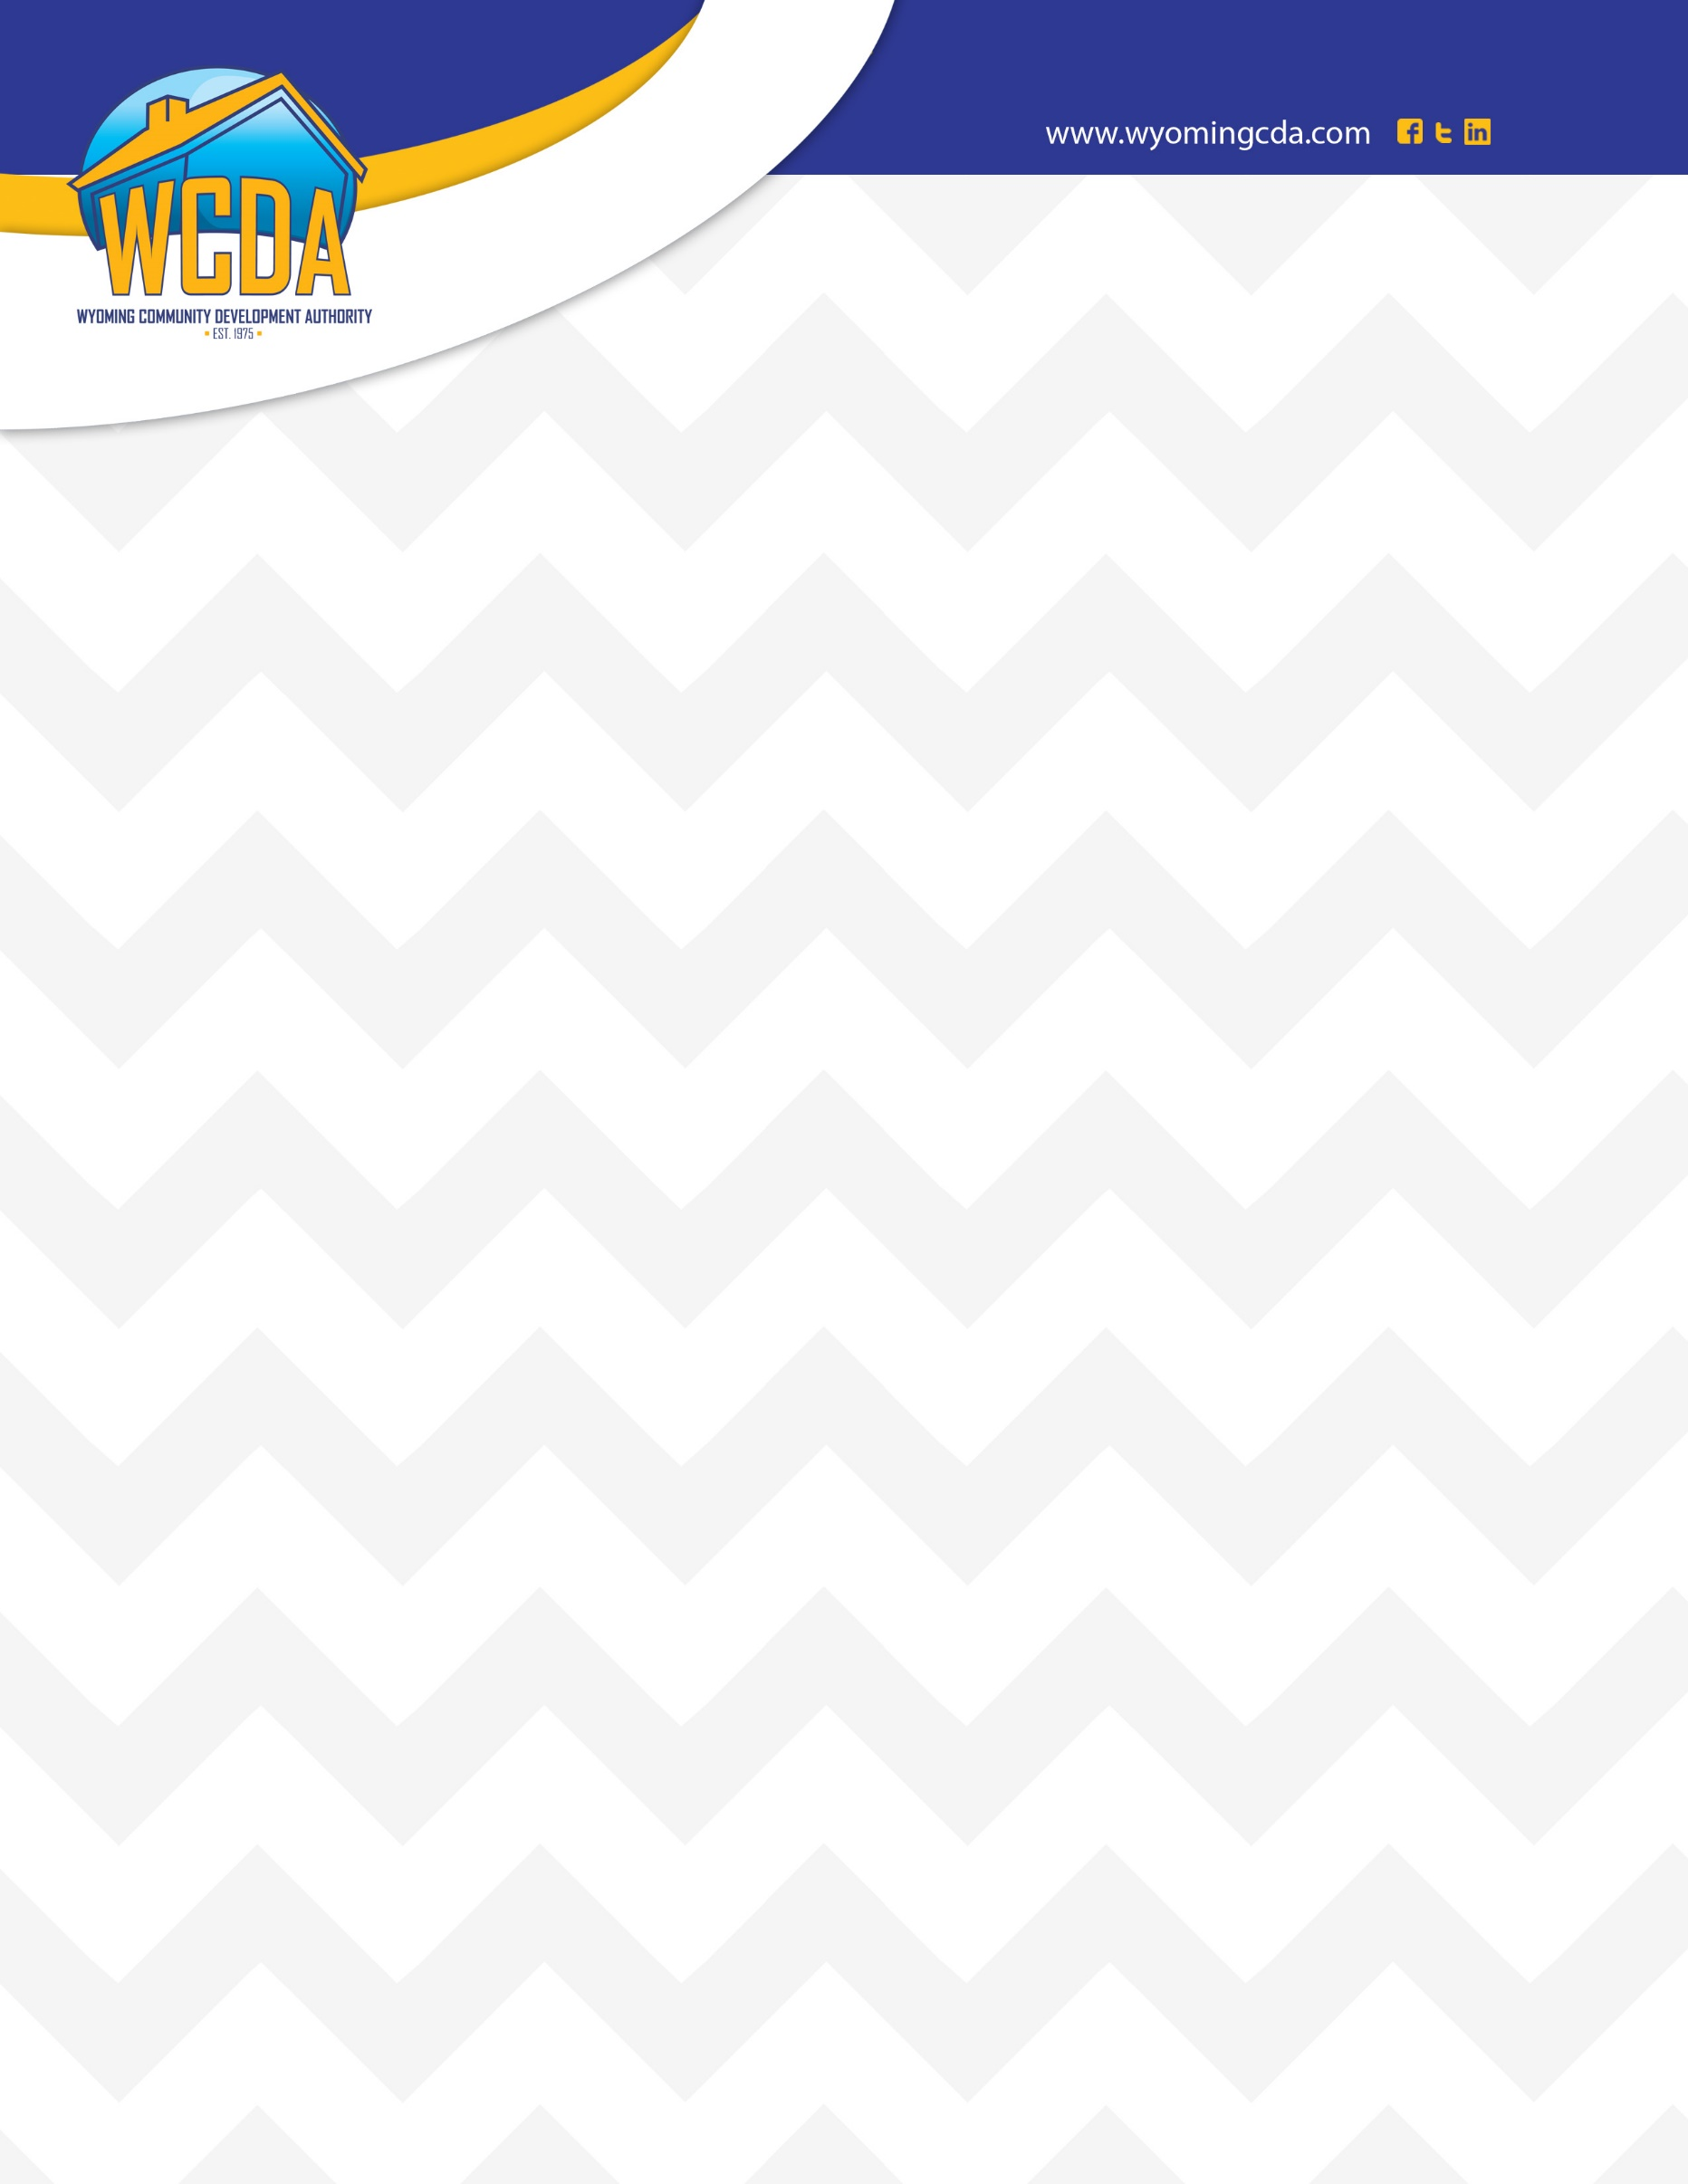 www.wyomingcda.com
WCDA
WYOMING COMMUNITY DEVELOPMENT AUTHORITY
▪ EST. 1975 ▪